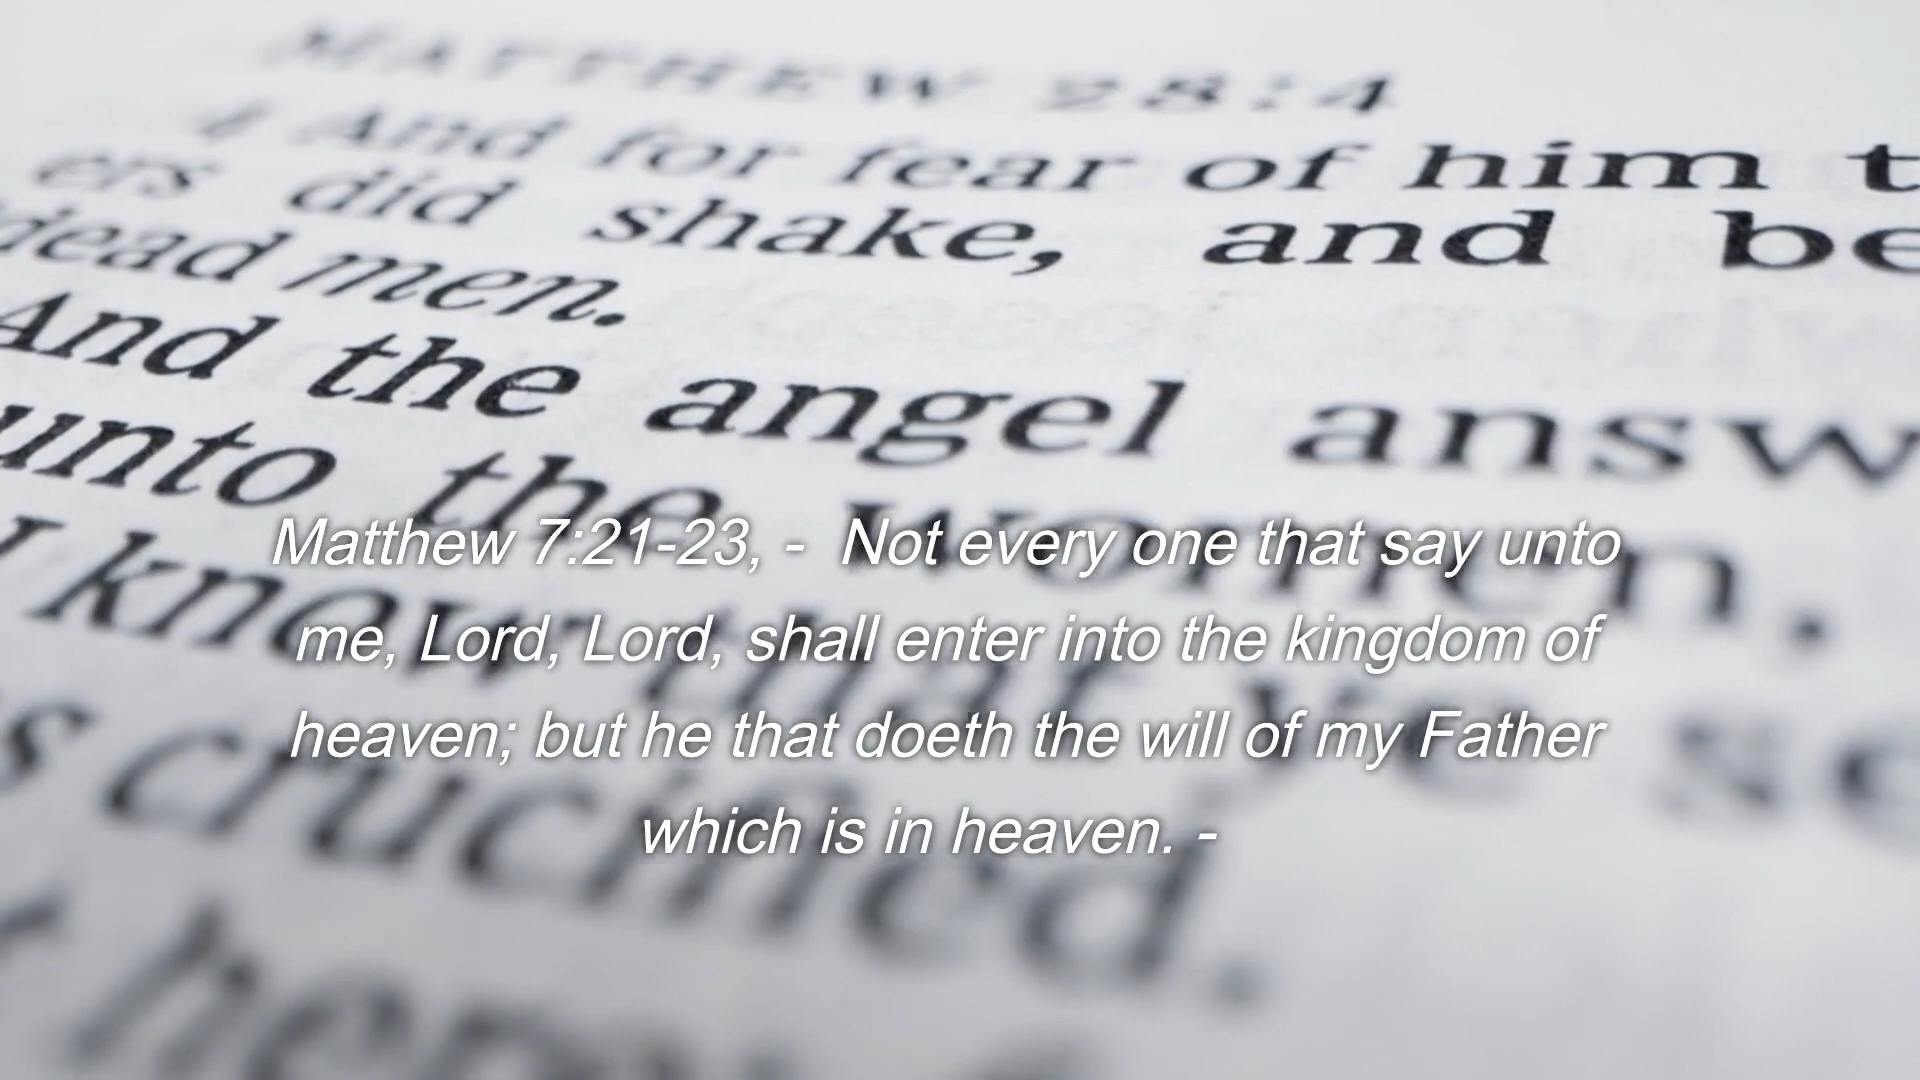 MATTHEW 28:4
4 And for fear of him t
ers did shake, and be
dead men.
And the angel answ
unto the women,
I know that ye se
s crucified.
Matthew 7:21-23, -  Not every one that say unto
me, Lord, Lord, shall enter into the kingdom of
heaven; but he that doeth the will of my Father
which is in heaven. -